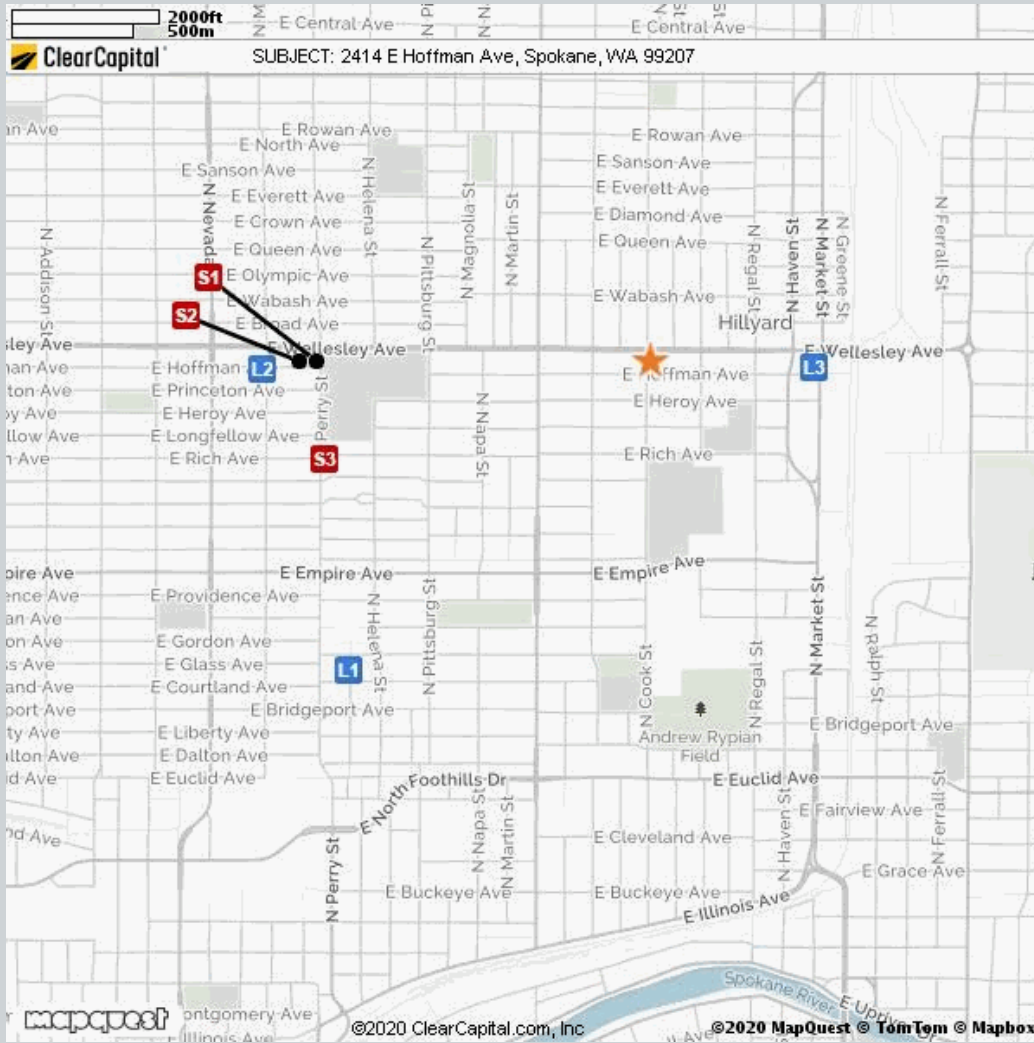 2000ft
500m
E Central Ave
E Central Ave
ClearCapital
SUBJECT: 2414 E Hoffman Ave, Spokane, WA 99207
E Rowan Ave
E Rowan Ave
E North Ave
E Sanson Ave
E Sanson Ave
E Everett Ave
E Everett Ave
E Crown Ave
E Diamond Ave
E Queen Ave
E Queen Ave
N Nevada
N Helena St
N Magnolia St
N Martin St
N Pittsburg St
N Addison St
N Regal St
N Haven St
N Market St
N Greene St
N Ferrall St
S1
E Olympic Ave
E Wabash Ave
E Wabash Ave
S2
Hillyard
E Wellesley Ave
E Wellesley Ave
E Hoffman
L2
L3
E Princeton Ave
E Heroy Ave
E Heroy Ave
E Longfellow Ave
Perry St
E Rich Ave
E Rich Ave
S3
N Napa St
E Empire Ave
E Empire Ave
E Providence Ave
E Gordon Ave
E Glass Ave
L1
N Helena St
N Pittsburg St
E Courtland Ave
E Bridgeport Ave
E Bridgeport Ave
N Cook St
N Regal St
N Market St
N Ralph St
Andrew Rypian
Field
E Liberty Ave
E Dalton Ave
E Euclid Ave
E Euclid Ave
E North Foothills Dr
N Perry St
N Napa St
N Martin St
N Haven St
N Ferrall St
E Fairview Ave
E Cleveland Ave
E Grace Ave
E Buckeye Ave
E Buckeye Ave
E Illinois Ave
Spokane River
mapquest
ontgomery Ave
©2020 ClearCapital.com, Inc
©2020 MapQuest © TomTom © Mapbox